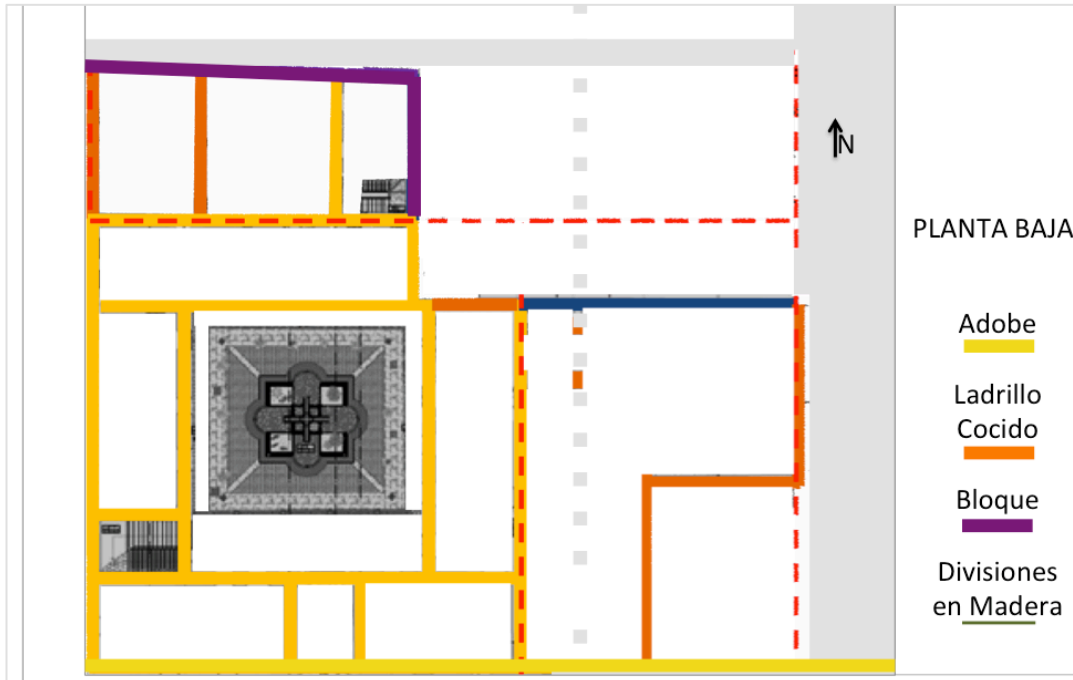 N
PLANTA BAJA
Adobe
Ladrillo
Cocido
Bloque
Divisiones
en Madera